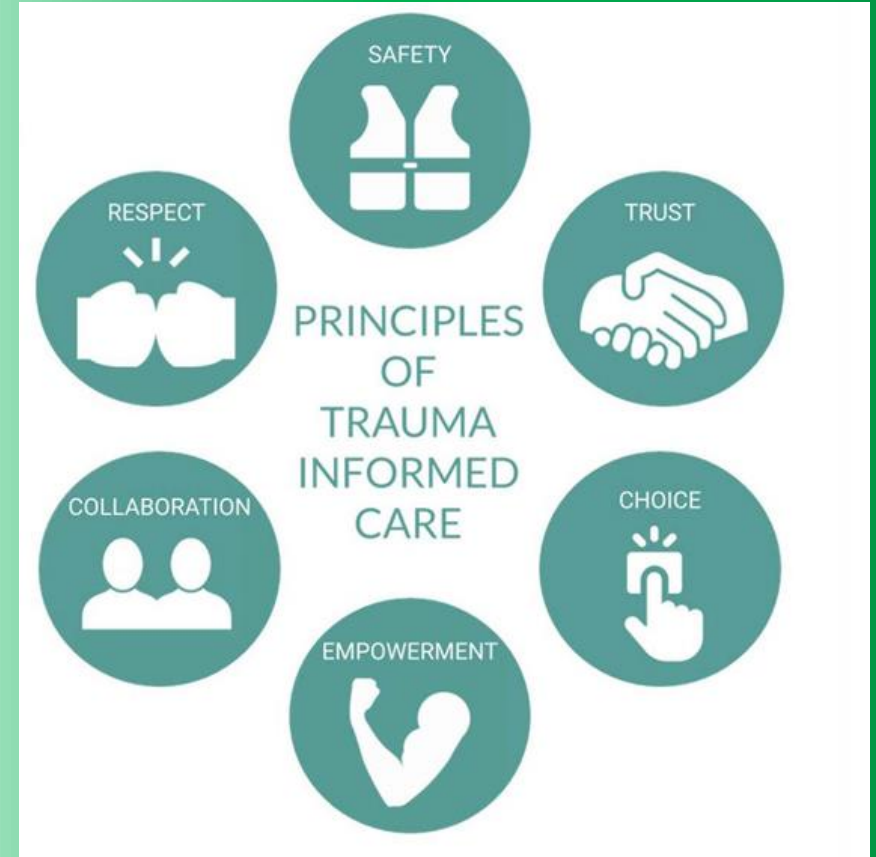 SAFETY
TRUST
CHOICE
EMPOWERMENT
COLLABORATION
RESPECT
PRINCIPLES
OF
TRAUMA
INFORMED
CARE